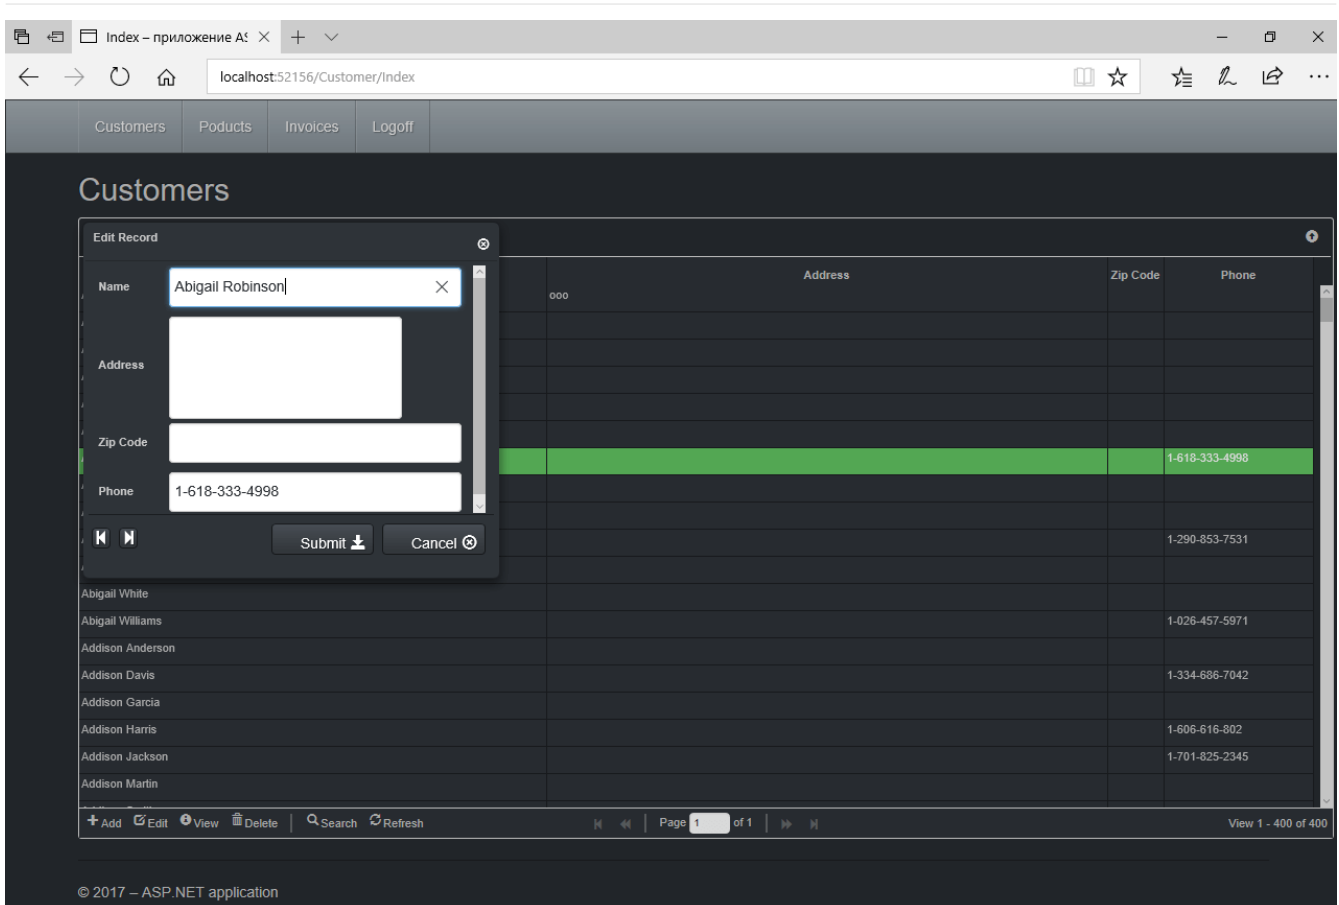 Index – приложение AS
localhost:52156/Customer/Index
Customers Poducts Invoices Logoff
Customers
Edit Record
Name Abigail Robinson
Address
Zip Code
Phone 1-618-333-4998
Submit Cancel
Address Zip Code Phone
ooo
1-618-333-4998
1-290-853-7531
Abigail White
Abigail Williams 1-026-457-5971
Addison Anderson
Addison Davis 1-334-686-7042
Addison Garcia
Addison Harris 1-606-616-802
Addison Jackson 1-701-825-2345
Addison Martin
Add Edit View Delete Search Refresh Page 1 of 1 View 1 - 400 of 400
© 2017 – ASP.NET application